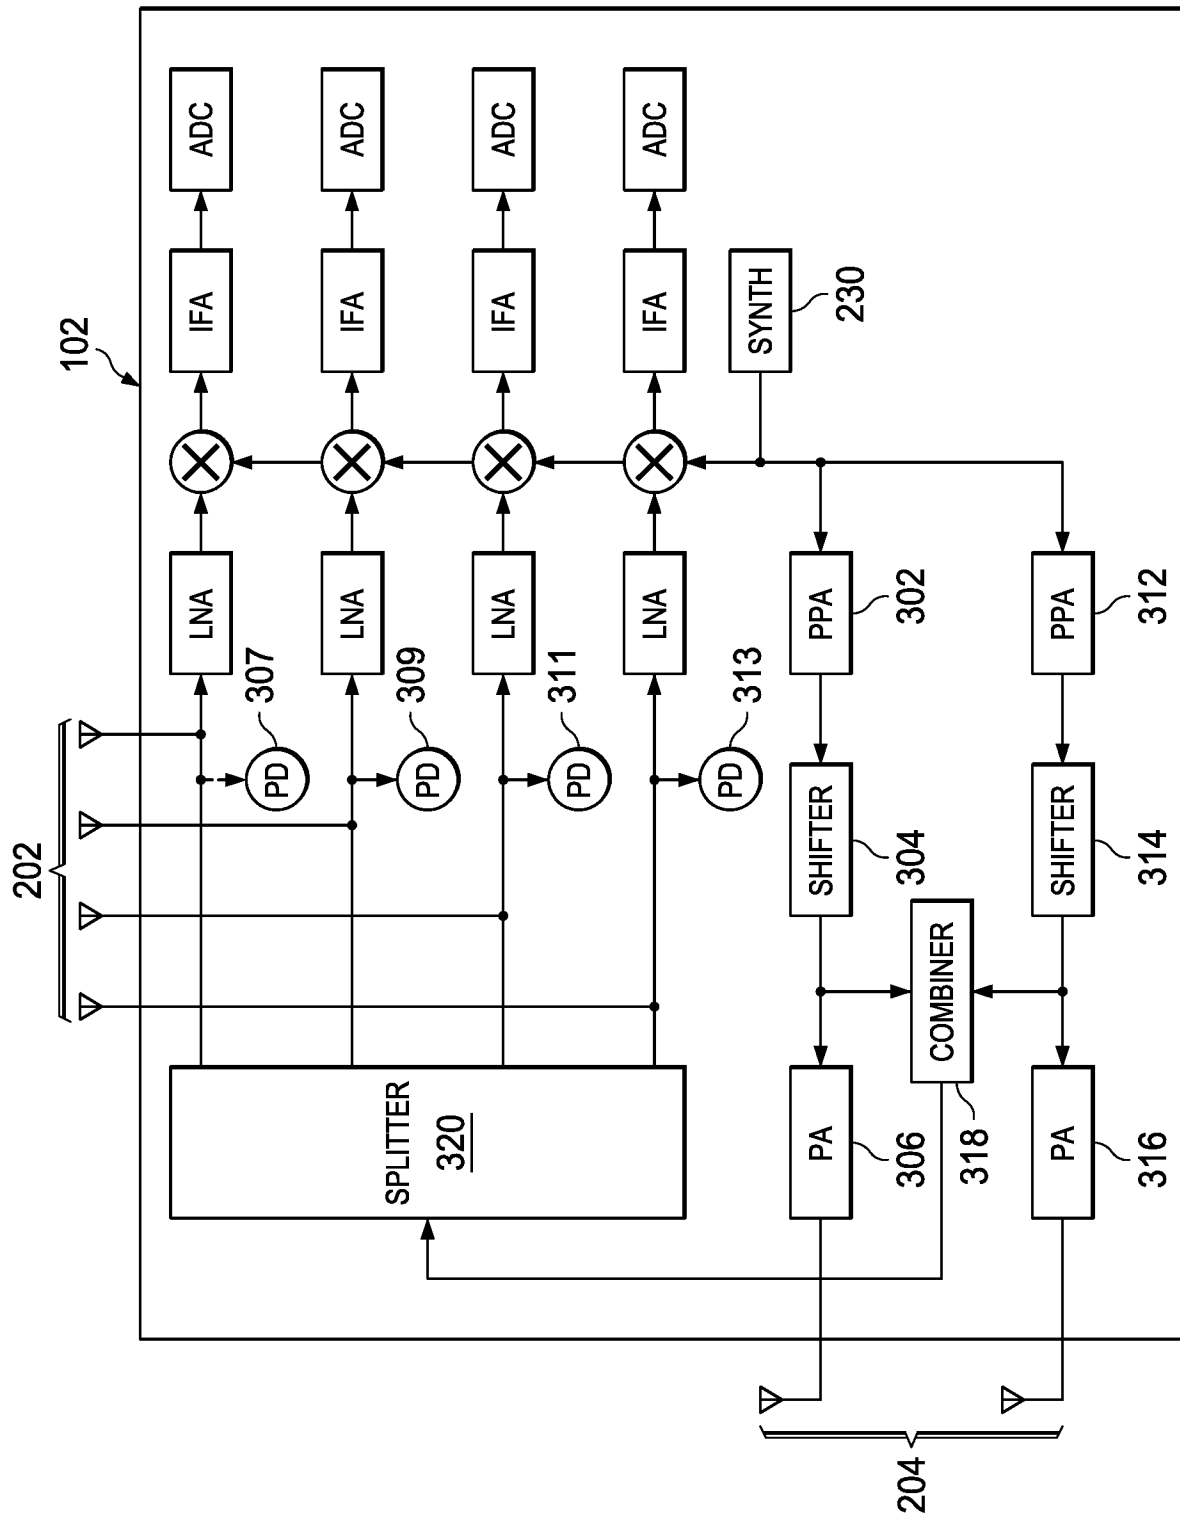 102
202
LNA
IFA
ADC
PD
307
LNA
IFA
ADC
PD
309
LNA
IFA
ADC
PD
311
LNA
IFA
ADC
PD
313
SPLITTER
320
SYNTH
230
PA
306
SHIFTER
304
PPA
302
COMBINER
318
PA
316
SHIFTER
314
PPA
312
204